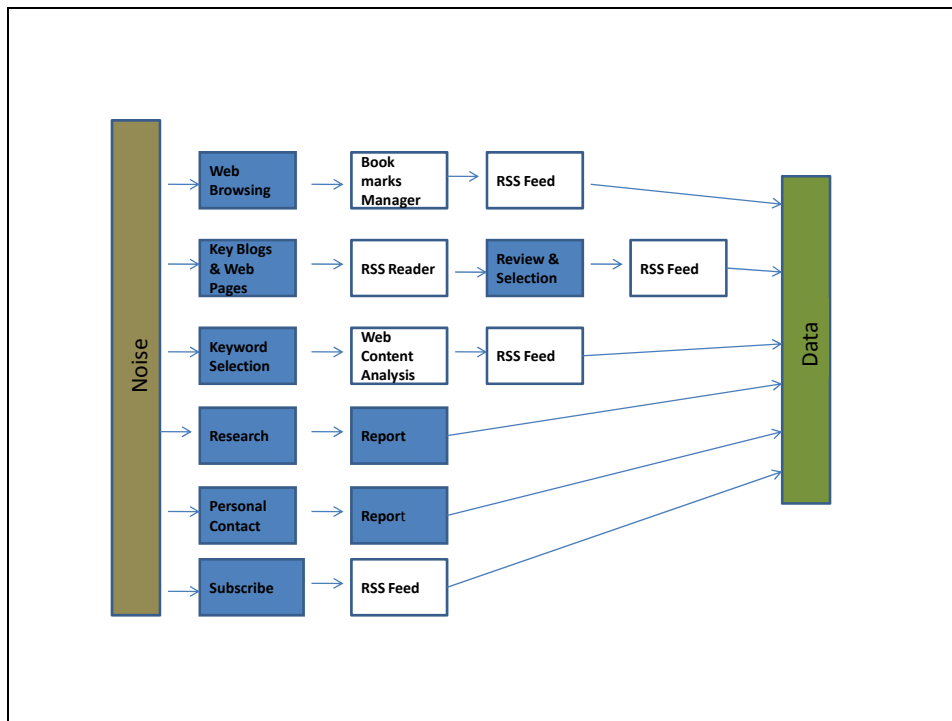 Noise
Web
Browsing
Book
marks
Manager
RSS Feed
Key Blogs
& Web
Pages
RSS Reader
Review &
Selection
RSS Feed
Keyword
Selection
Web
Content
Analysis
RSS Feed
Research
Report
Personal
Contact
Report
Subscribe
RSS Feed
Data